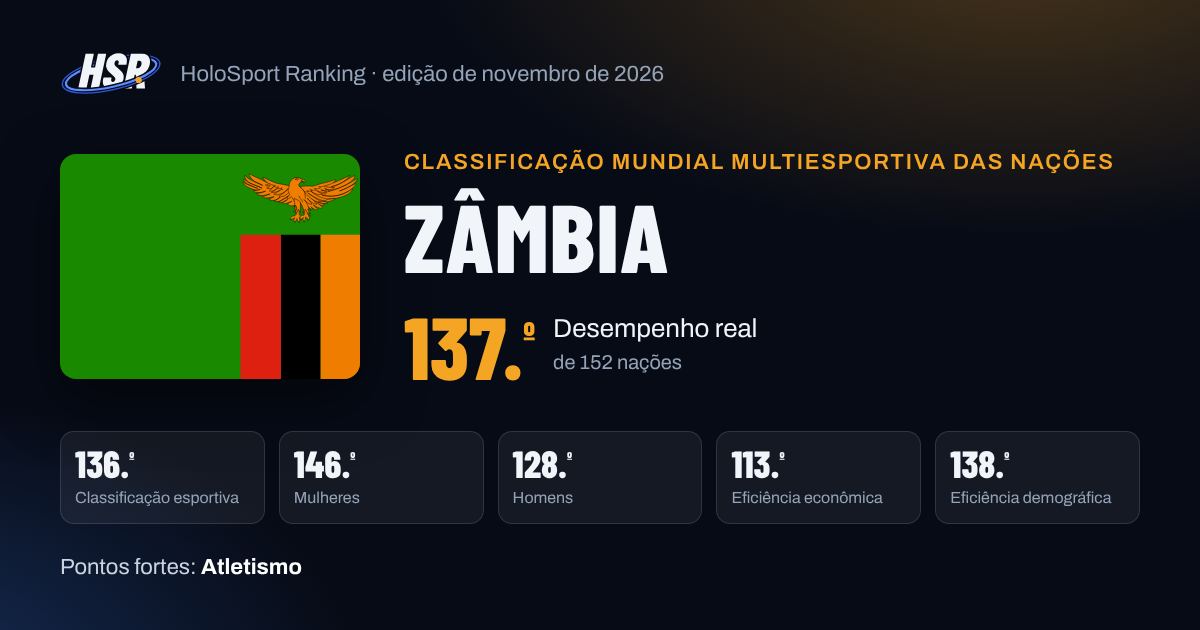 HSR
HoloSport Ranking · edição de novembro de 2026
CLASSIFICAÇÃO MUNDIAL MULTIESPORTIVA DAS NAÇÕES
ZÂMBIA
137.º
Desempenho real
de 152 nações
136.º
Classificação esportiva
146.º
Mulheres
128.º
Homens
113.º
Eficiência econômica
138.º
Eficiência demográfica
Pontos fortes: Atletismo